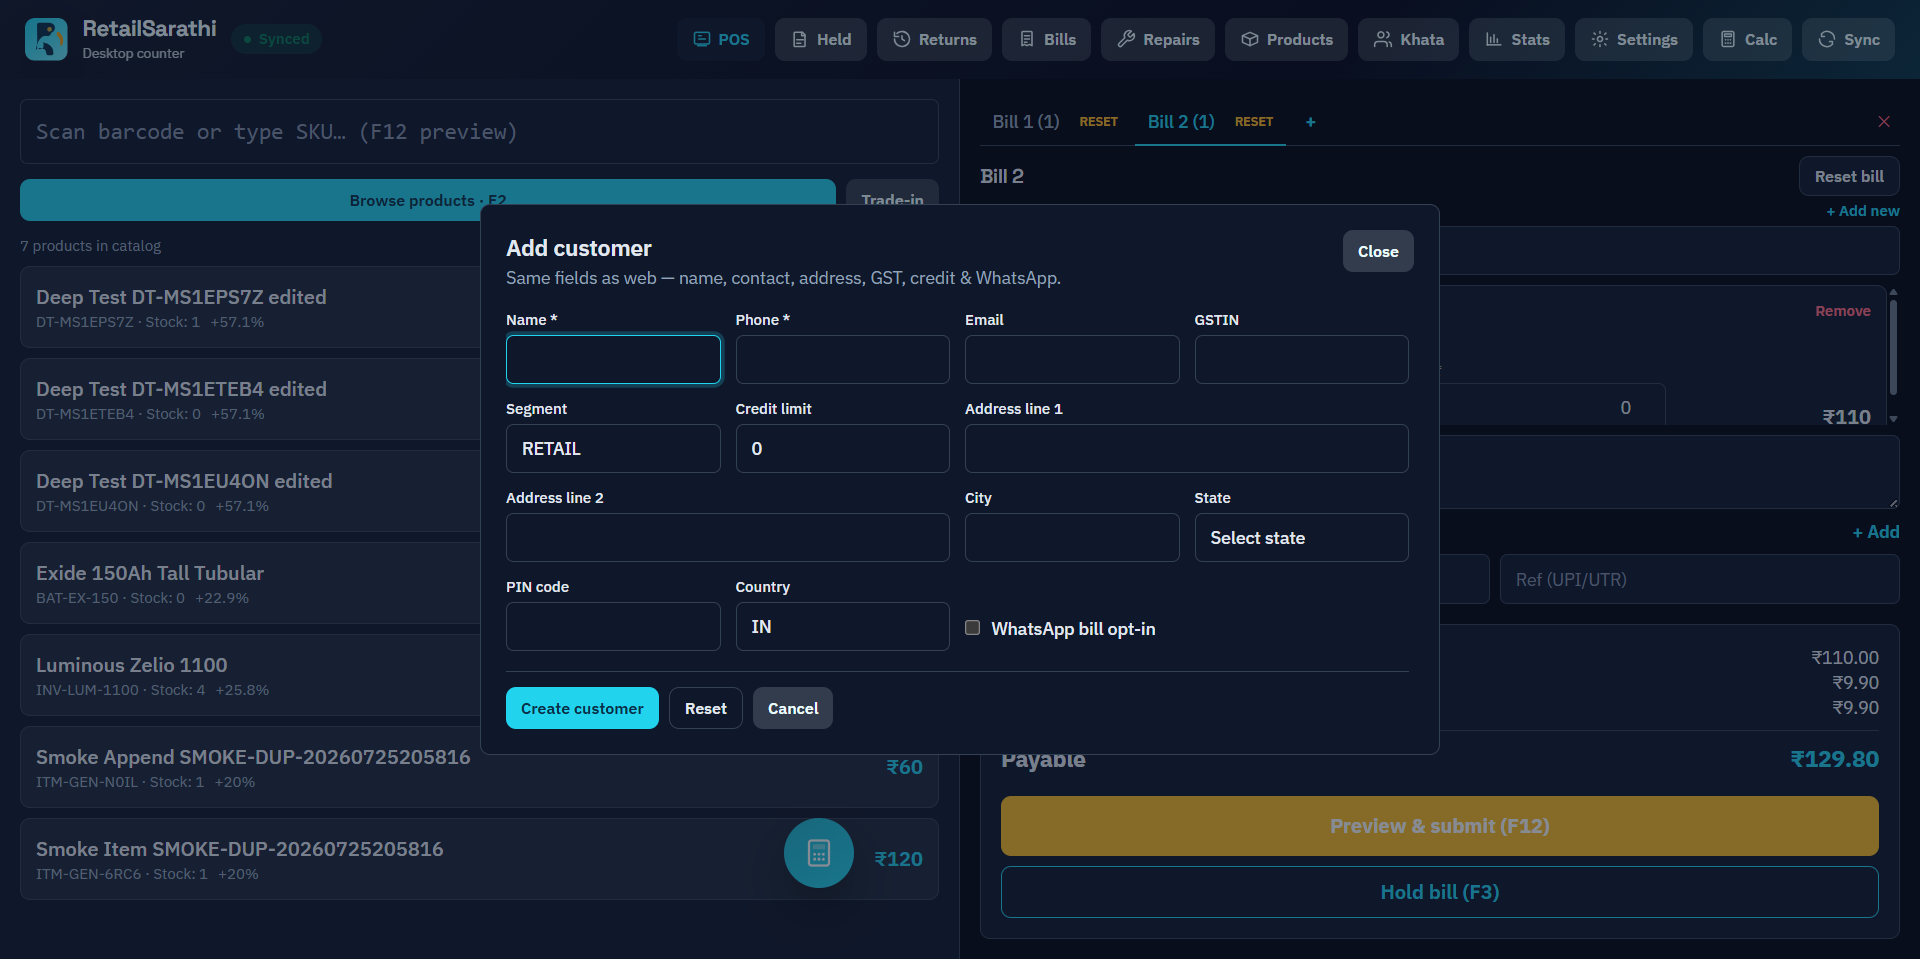 RetailSarathi
Desktop counter
Synced
POS
Held
Returns
Bills
Repairs
Products
Khata
Stats
Settings
Calc
Sync
Scan barcode or type SKU… (F12 preview)
Browse products · F2
Trade-in
7 products in catalog
Deep Test DT-MS1EPS7Z edited
DT-MS1EPS7Z · Stock: 1 +57.1%
Deep Test DT-MS1ETEB4 edited
DT-MS1ETEB4 · Stock: 0 +57.1%
Deep Test DT-MS1EU4ON edited
DT-MS1EU4ON · Stock: 0 +57.1%
Exide 150Ah Tall Tubular
BAT-EX-150 · Stock: 0 +22.9%
Luminous Zelio 1100
INV-LUM-1100 · Stock: 4 +25.8%
Smoke Append SMOKE-DUP-20260725205816
ITM-GEN-N0IL · Stock: 1 +20%
₹60
Smoke Item SMOKE-DUP-20260725205816
ITM-GEN-6RC6 · Stock: 1 +20%
₹120
Add customer
Same fields as web — name, contact, address, GST, credit & WhatsApp.
Close
Name *
Phone *
Email
GSTIN
Segment
Credit limit
Address line 1
RETAIL
0
Address line 2
City
State
Select state
PIN code
Country
IN
WhatsApp bill opt-in
Create customer
Reset
Cancel
Bill 1 (1)
RESET
Bill 2 (1)
RESET
+
Bill 2
Reset bill
+ Add new
Remove
0
₹110
+ Add
Ref (UPI/UTR)
₹110.00
₹9.90
₹9.90
Payable
₹129.80
Preview & submit (F12)
Hold bill (F3)